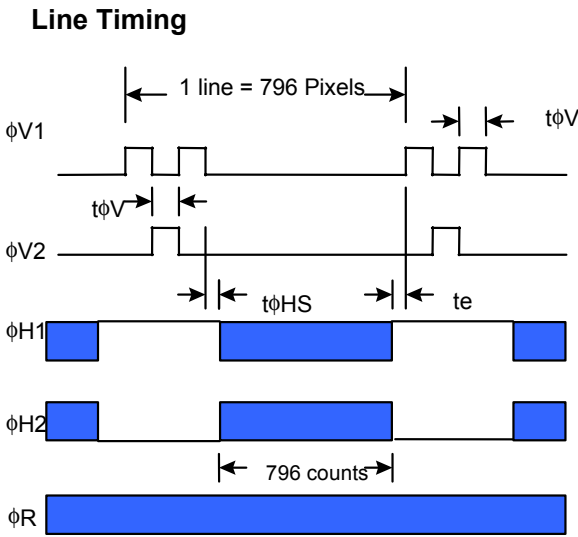 Line Timing
1 line = 796 Pixels
tϕV
ϕV1
tϕV
ϕV2
tϕHS
te
ϕH1
ϕH2
796 counts
ϕR